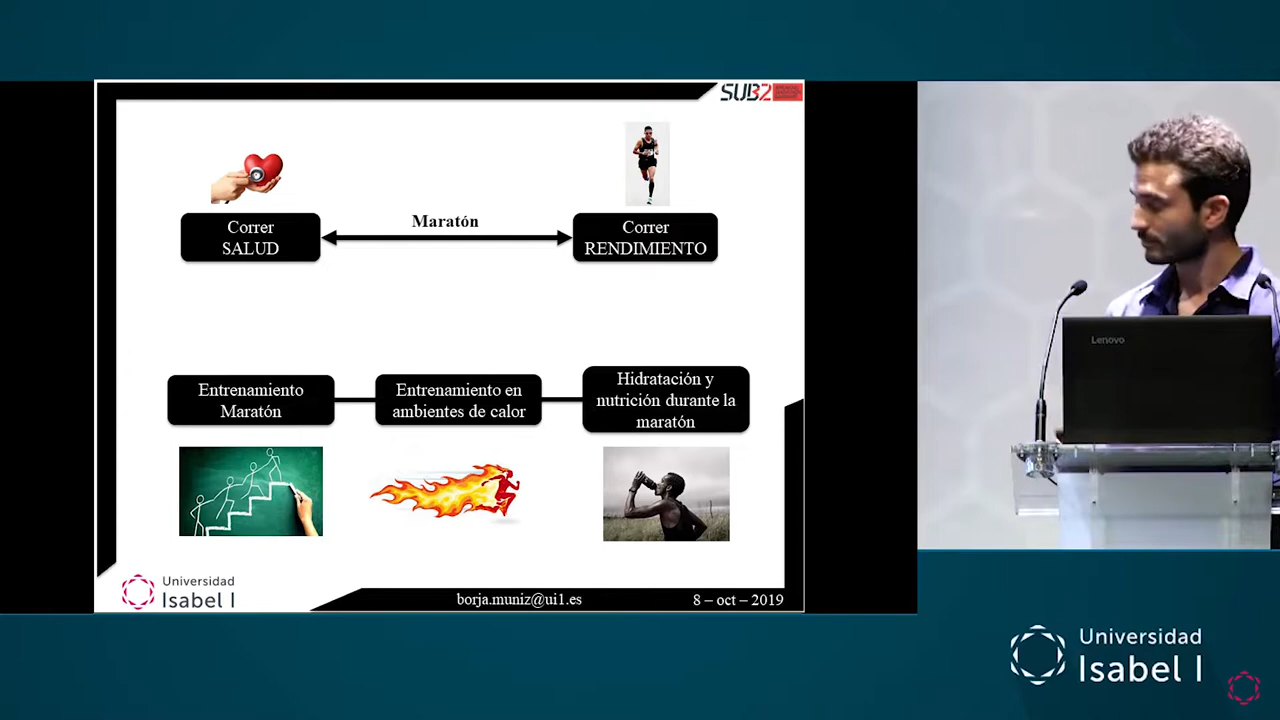 SUB2
Correr
SALUD
Maratón
Correr
RENDIMIENTO
Entrenamiento
Maratón
Entrenamiento en
ambientes de calor
Hidratación y
nutrición durante la
maratón
Universidad
Isabel I
borja.muniz@ui1.es
8 – oct – 2019
Lenovo
Universidad
Isabel I